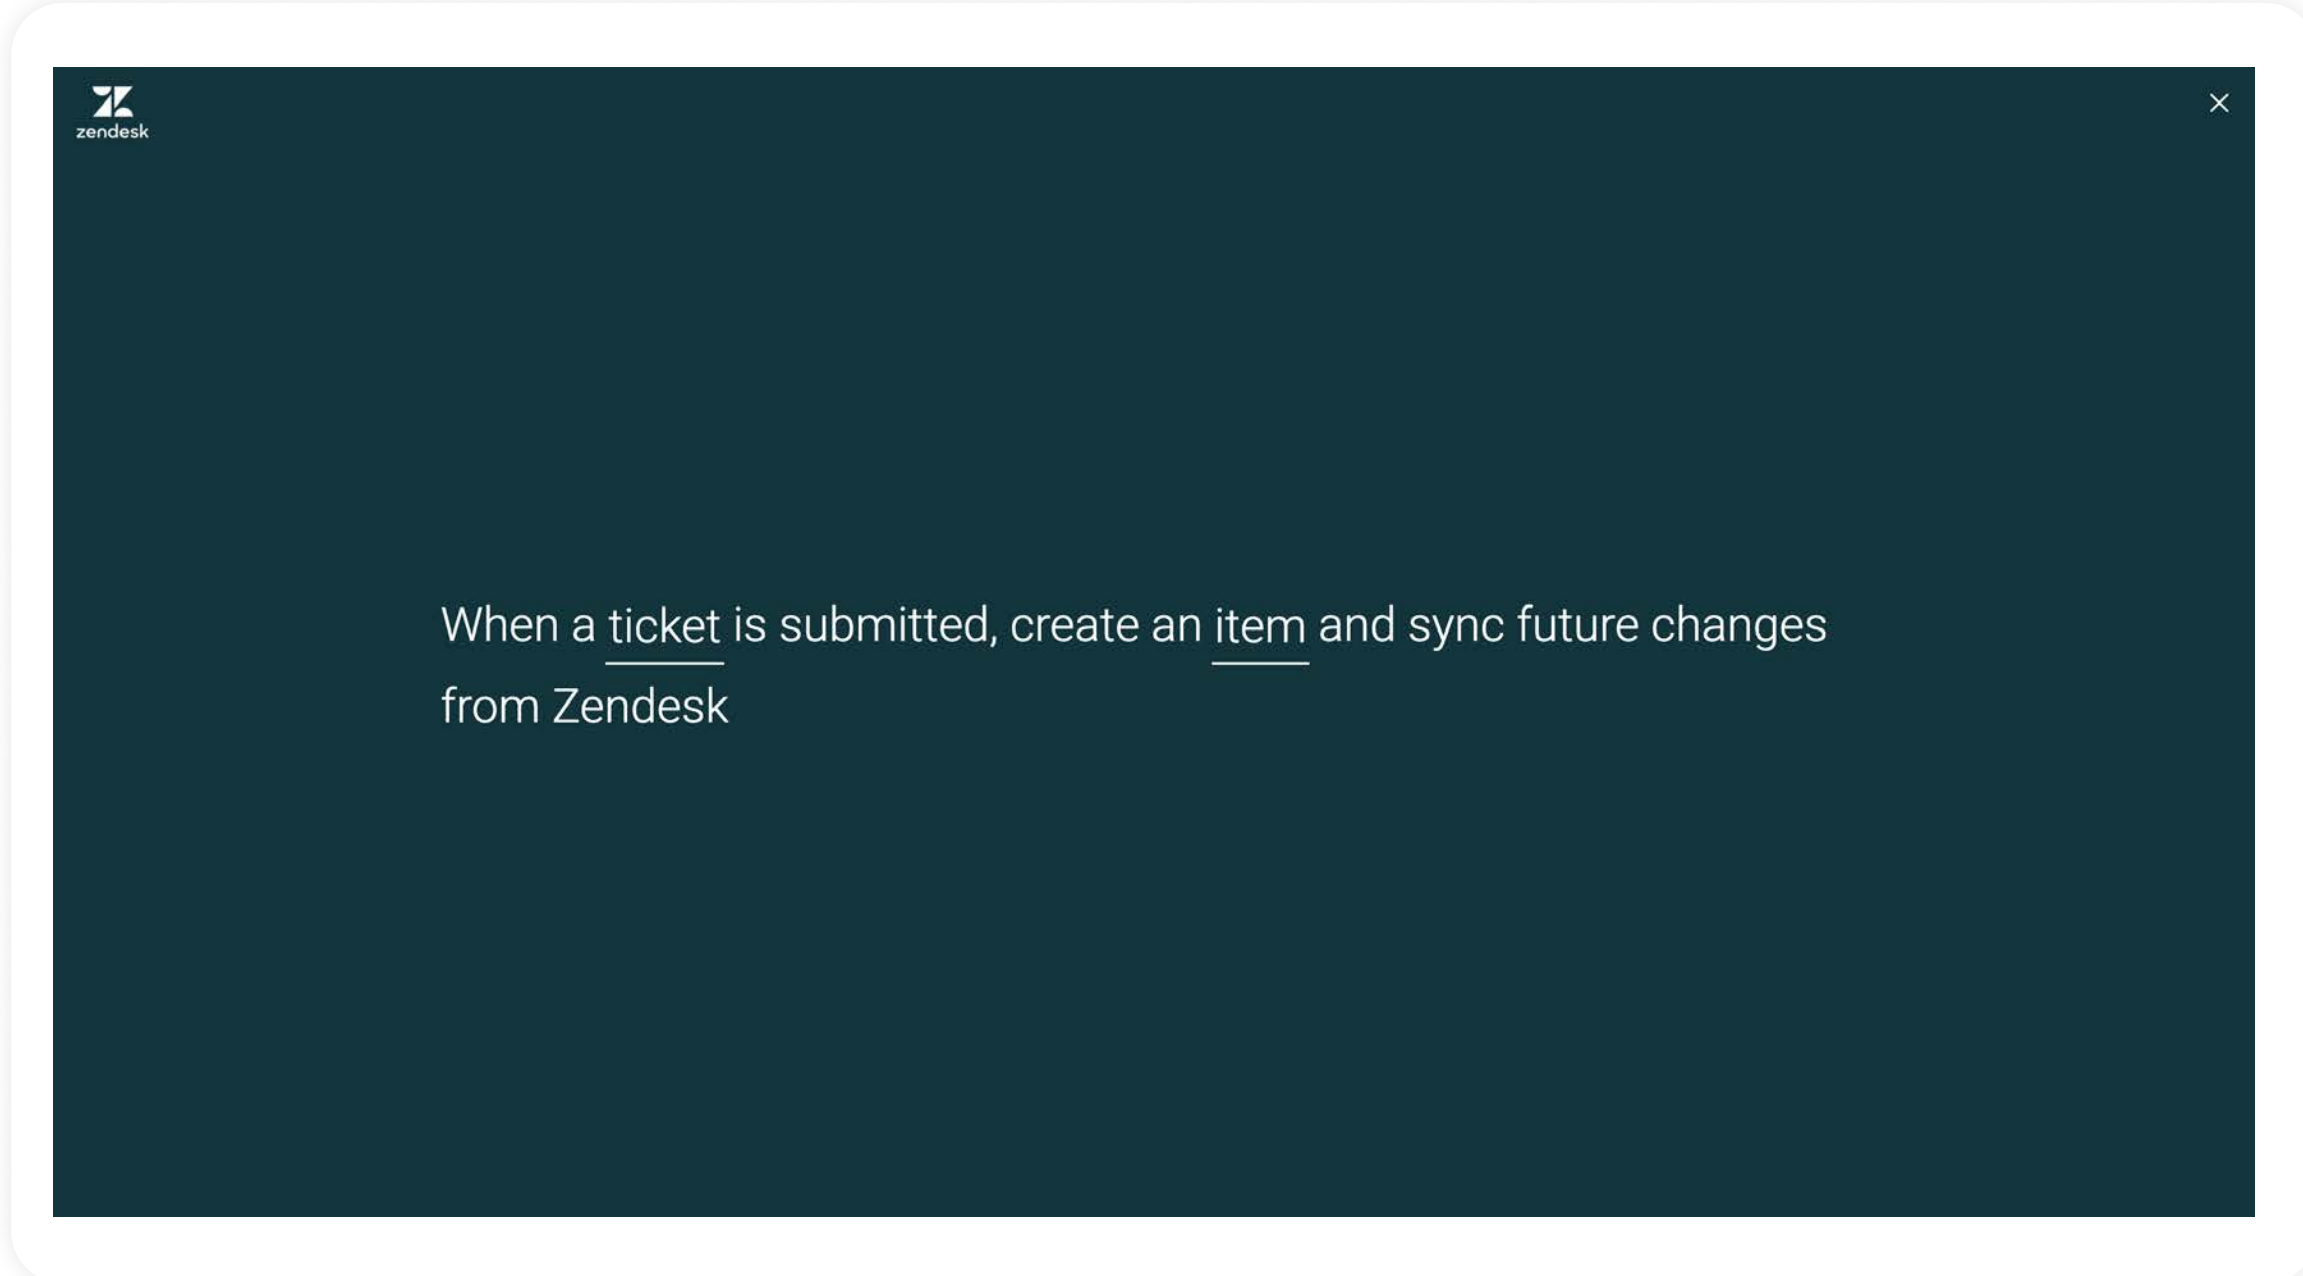 zendesk
When a ticket is submitted, create an item and sync future changes
from Zendesk